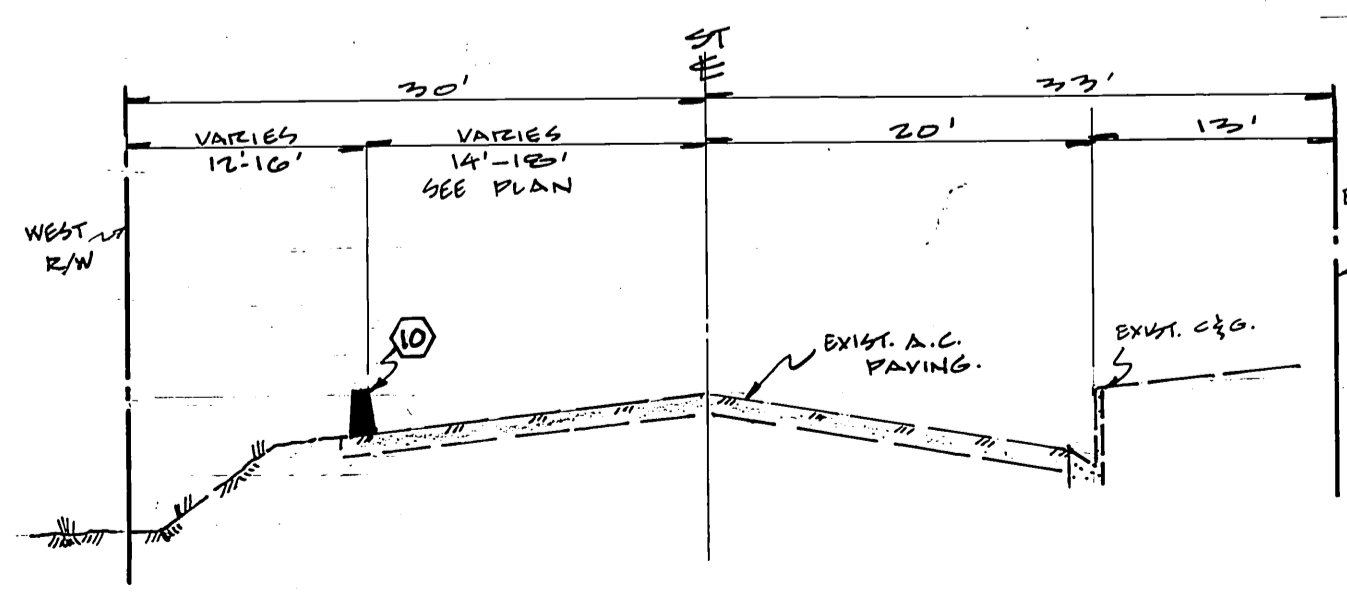 ST
℄
30'
33'
VARIES
12'-16'
VARIES
14'-18'
SEE PLAN
20'
13'
WEST
R/W
10
EXIST. A.C.
PAVING.
EXIST. C&G.